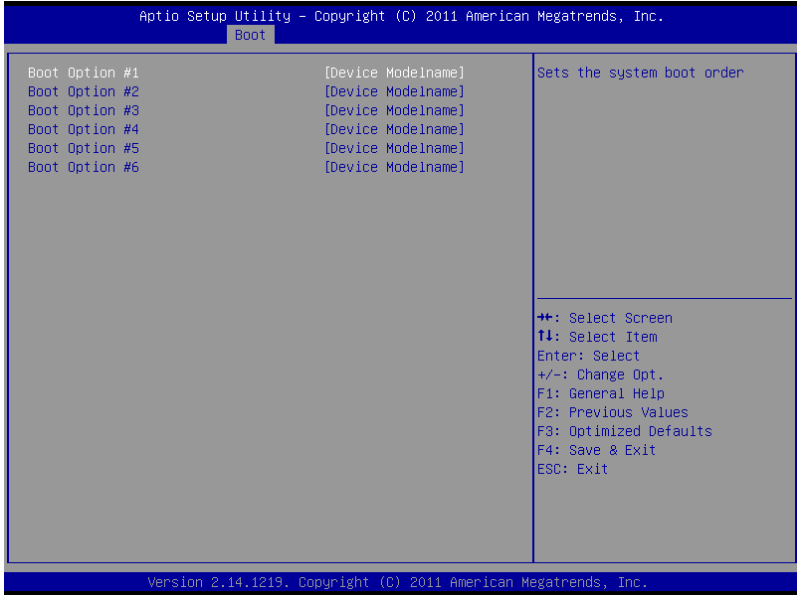 Aptio Setup Utility – Copyright (C) 2011 American Megatrends, Inc.
Boot
Boot Option #1 [Device Modelname]
Boot Option #2 [Device Modelname]
Boot Option #3 [Device Modelname]
Boot Option #4 [Device Modelname]
Boot Option #5 [Device Modelname]
Boot Option #6 [Device Modelname]
Sets the system boot order
→←: Select Screen
↑↓: Select Item
Enter: Select
+/-: Change Opt.
F1: General Help
F2: Previous Values
F3: Optimized Defaults
F4: Save & Exit
ESC: Exit
Version 2.14.1219. Copyright (C) 2011 American Megatrends, Inc.